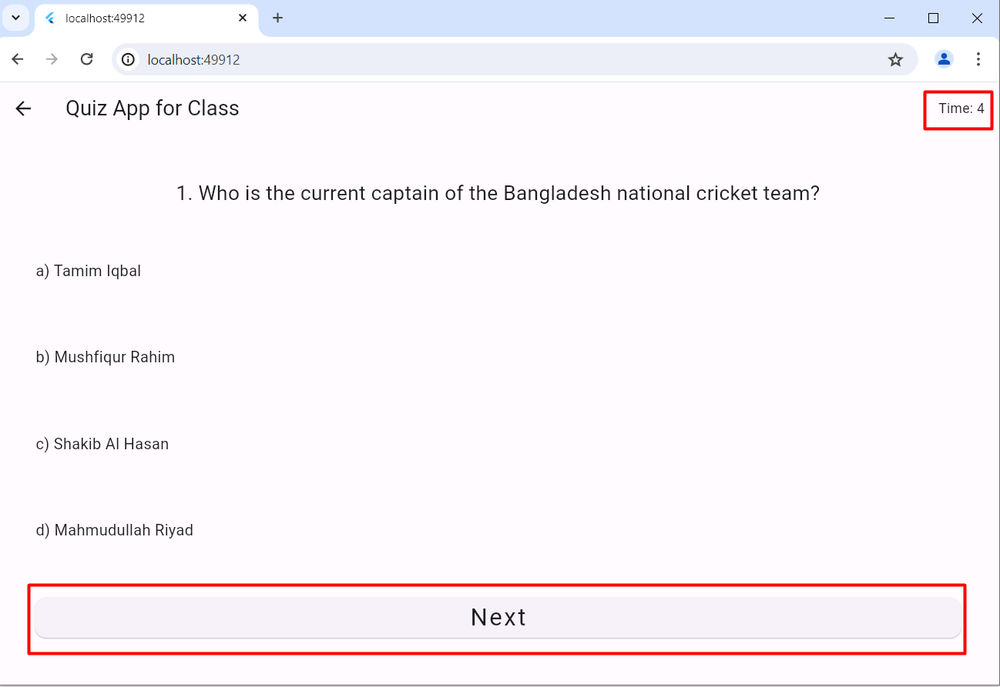 localhost:49912
localhost:49912
Quiz App for Class
Time: 4
1. Who is the current captain of the Bangladesh national cricket team?
a) Tamim Iqbal
b) Mushfiqur Rahim
c) Shakib Al Hasan
d) Mahmudullah Riyad
Next